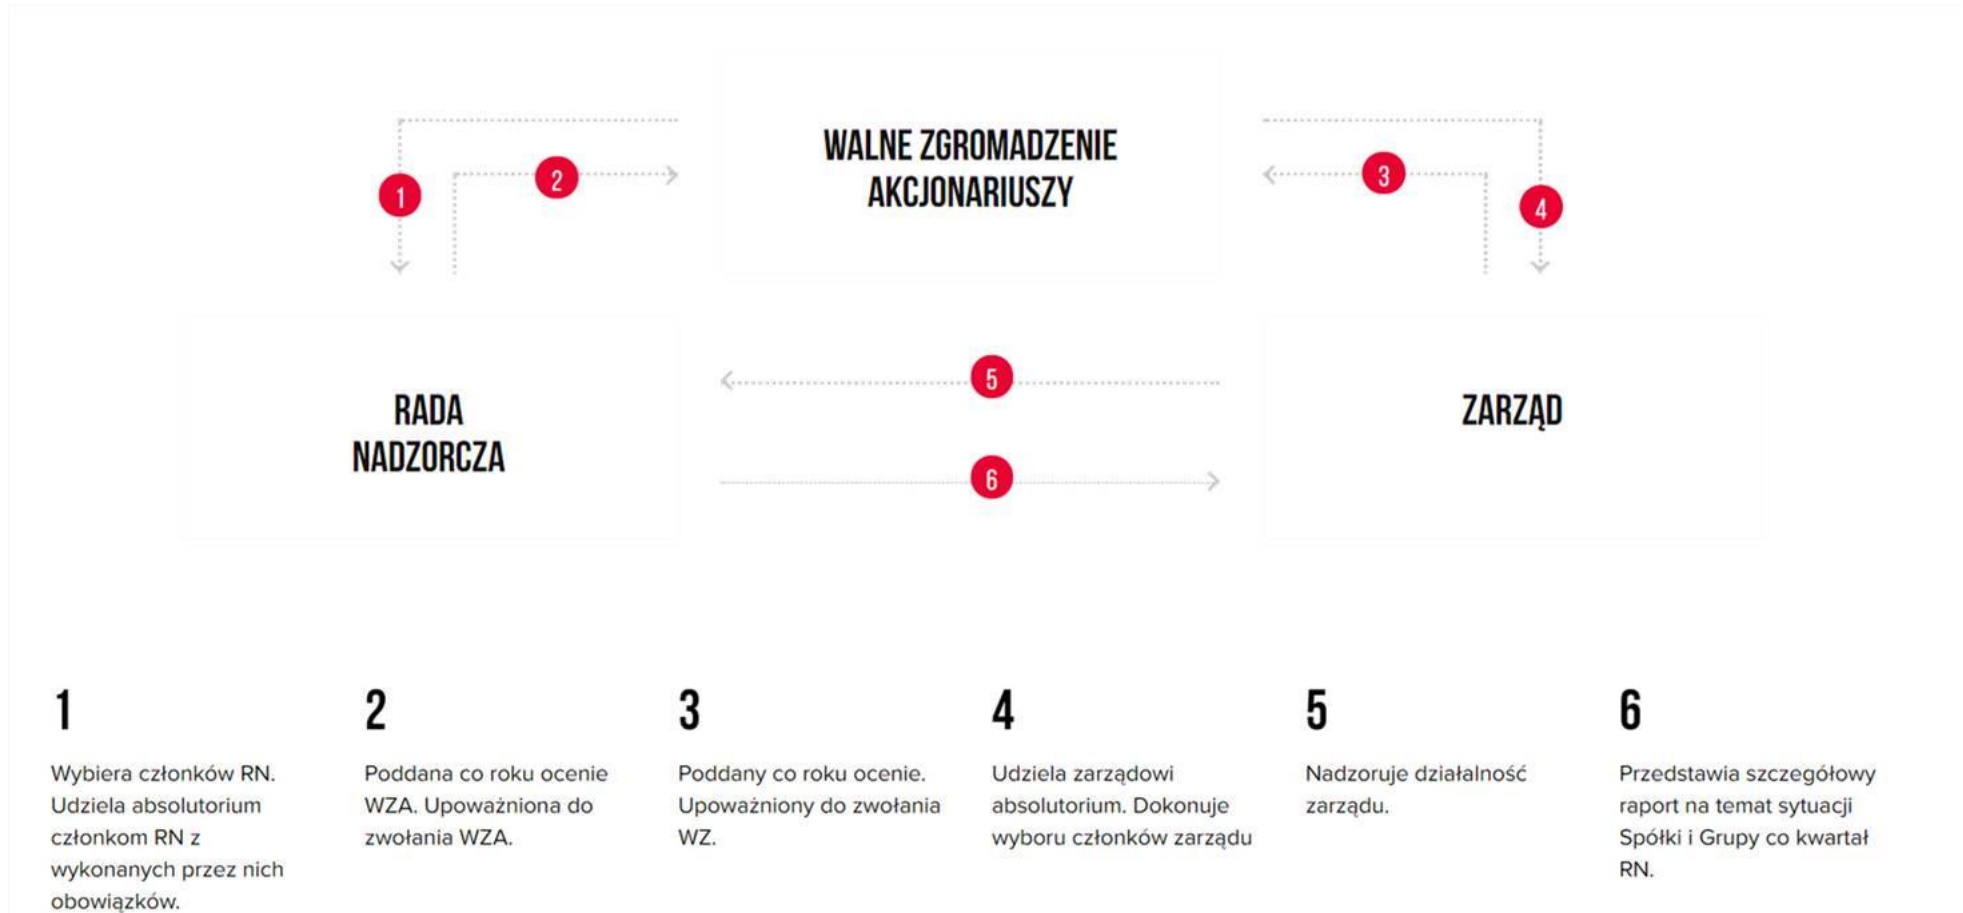 WALNE ZGROMADZENIE
AKCJONARIUSZY
1
2
3
4
RADA
NADZORCZA
5
6
ZARZĄD
1
Wybiera członków RN.
Udziela absolutorium
członkom RN z
wykonanych przez nich
obowiązków.
2
Poddana co roku ocenie
WZA. Upoważniona do
zwołania WZA.
3
Poddany co roku ocenie.
Upoważniony do zwołania
WZ.
4
Udziela zarządowi
absolutorium. Dokonuje
wyboru członków zarządu
5
Nadzoruje działalność
zarządu.
6
Przedstawia szczegółowy
raport na temat sytuacji
Spółki i Grupy co kwartał
RN.